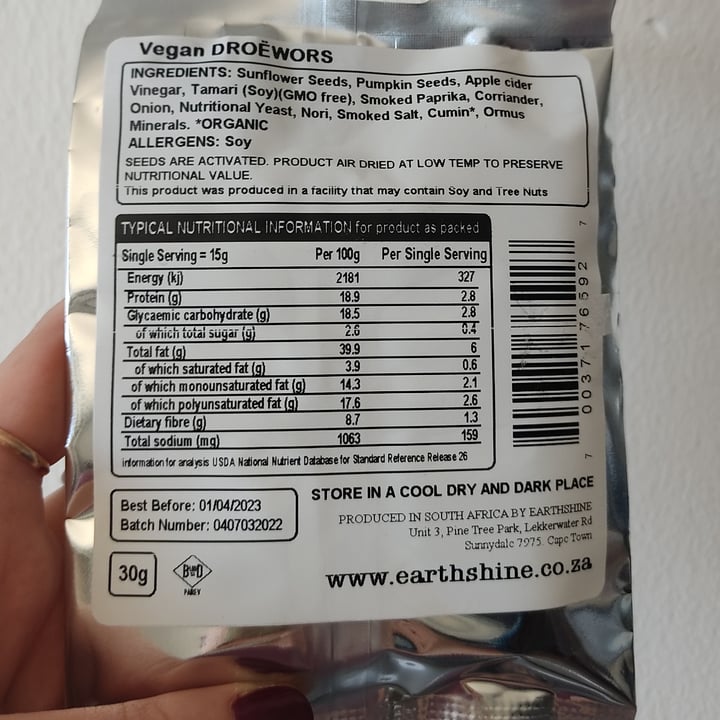 Vegan DROËWORS
INGREDIENTS: Sunflower Seeds, Pumpkin Seeds, Apple cider
Vinegar, Tamari (Soy)(GMO free), Smoked Paprika, Corriander,
Onion, Nutritional Yeast, Nori, Smoked Salt, Cumin*, Ormus
Minerals. *ORGANIC
ALLERGENS: Soy
SEEDS ARE ACTIVATED. PRODUCT AIR DRIED AT LOW TEMP TO PRESERVE
NUTRITIONAL VALUE.
This product was produced in a facility that may contain Soy and Tree Nuts
TYPICAL NUTRITIONAL INFORMATION for product as packed
Single Serving = 15g Per 100g Per Single Serving
Energy (kj) 2181 327
Protein (g) 18.9 2.8
Glycaemic carbohydrate (g) 18.5 2.8
of which total sugar (g) 2.6 0.4
Total fat (g) 39.9 6
of which saturated fat (g) 3.9 0.6
of which monounsaturated fat (g) 14.3 2.1
of which polyunsaturated fat (g) 17.6 2.6
Dietary fibre (g) 8.7 1.3
Total sodium (mg) 1063 159
information for analysis USDA National Nutrient Database for Standard Reference Release 26
7 00371 76592 7
Best Before: 01/04/2023
Batch Number: 0407032022
STORE IN A COOL DRY AND DARK PLACE
PRODUCED IN SOUTH AFRICA BY EARTHSHINE
Unit 3, Pine Tree Park, Lekkerwater Rd
Sunnydale 7975. Cape Town
30g
PAREV
www.earthshine.co.za